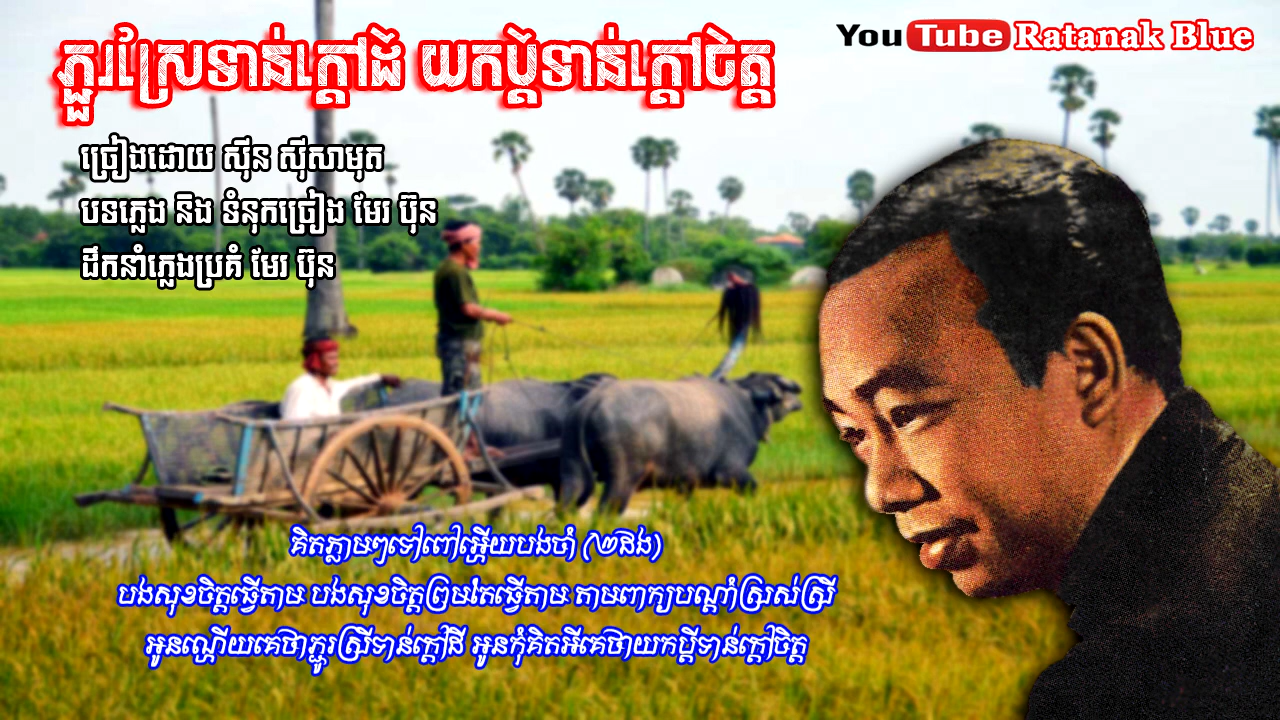 YouTube Ratanak Blue
ភ្ជួរស្រែទាន់ក្ដៅដី យកប្ដីទាន់ក្ដៅចិត្ត
ច្រៀងដោយ ស៊ីន ស៊ីសាមុត
បទភ្លេង និង ទំនុកច្រៀង មែរ ប៊ុន
ដឹកនាំភ្លេងប្រគំ មែរ ប៊ុន
គិតភ្លាមៗទៅពៅអ្ហើយបងចាំ (២ដង)
បងសុខចិត្តធ្វើតាម បងសុខចិត្តព្រមតែធ្វើតាម តាមពាក្យបណ្ដាំស្រស់ស្រី
អូនណ្ហើយគេថាភ្ជូរស្រីទាន់ក្ដៅដី អូនកុំគិតអីគេថាយកប្ដីទាន់ក្ដៅចិត្ត